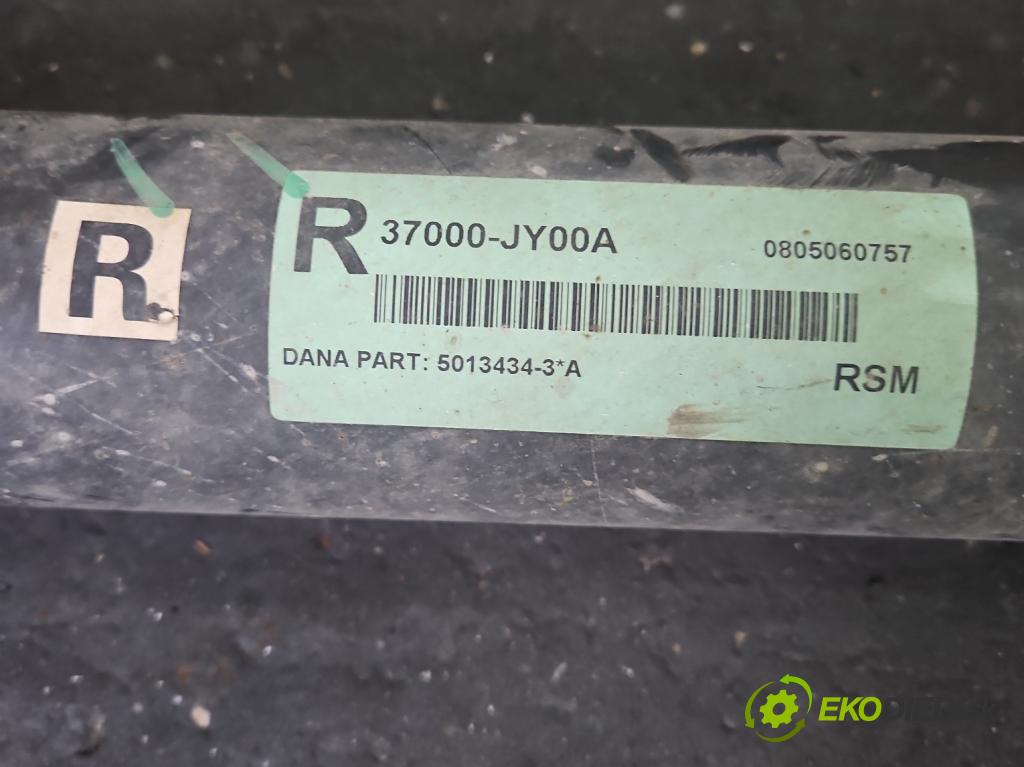 R
R 37000-JY00A 0805060757
DANA PART: 5013434-3*A RSM
EKO